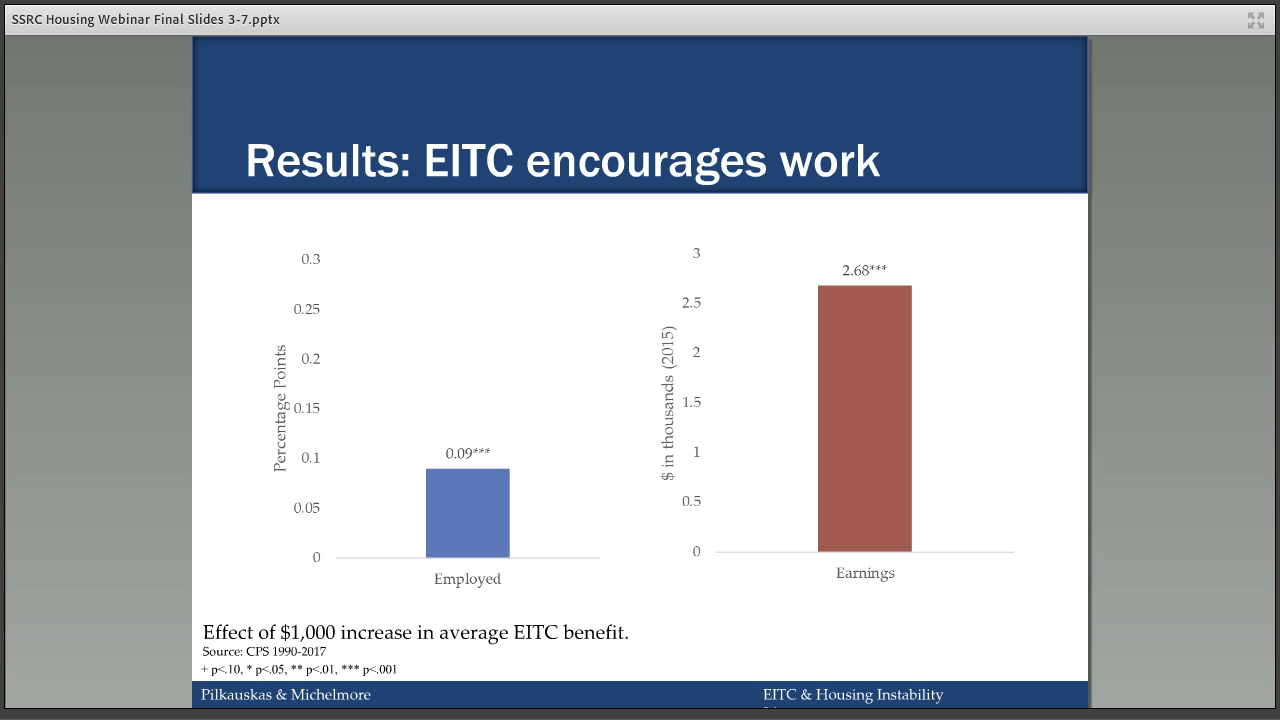 SSRC Housing Webinar Final Slides 3-7.pptx
Results: EITC encourages work
0.3
0.25
0.2
0.15
0.1
0.05
0
Percentage Points
0.09***
Employed
3
2.5
2
1.5
1
0.5
0
$ in thousands (2015)
2.68***
Earnings
Effect of $1,000 increase in average EITC benefit.
Source: CPS 1990-2017
+ p<.10, * p<.05, ** p<.01, *** p<.001
Pilkauskas & Michelmore
EITC & Housing Instability